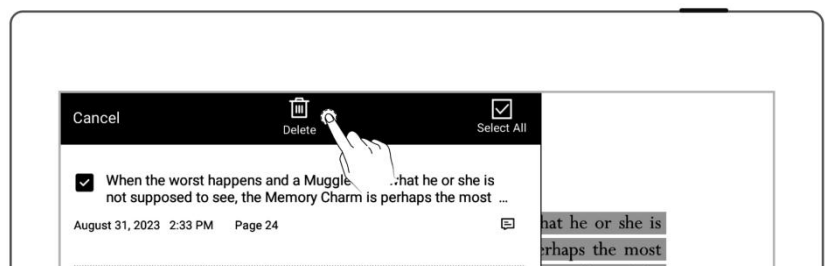 Cancel
Delete
Select All
When the worst happens and a Muggle hat he or she is
not supposed to see, the Memory Charm is perhaps the most ...
August 31, 2023 2:33 PM Page 24
hat he or she is
erhaps the most